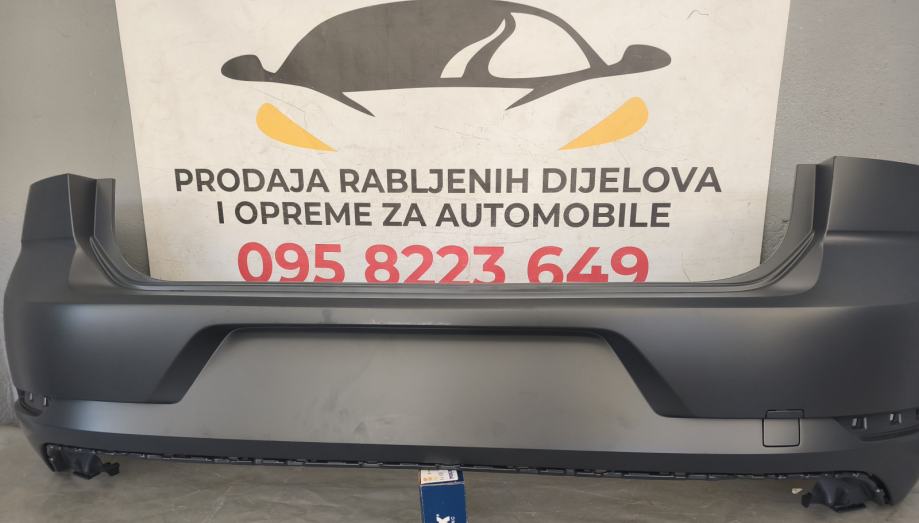 PRODAJA RABLJENIH DIJELOVA
I OPREME ZA AUTOMOBILE
095 8223 649